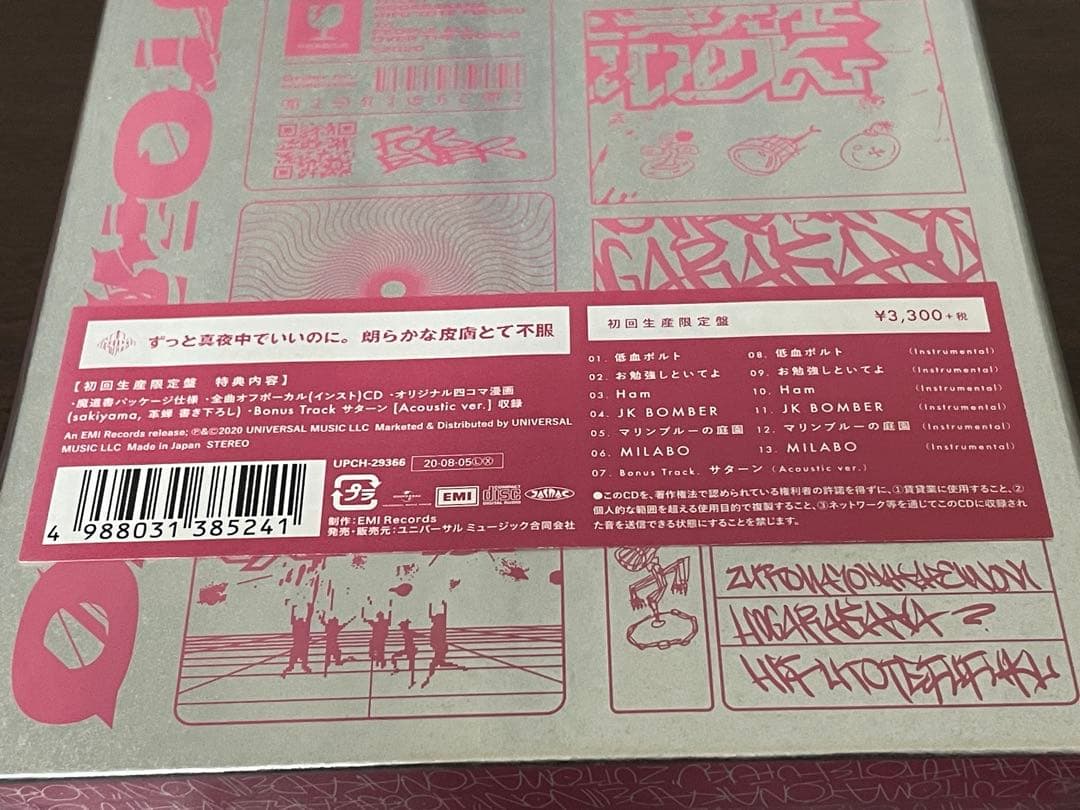 OVER THE WORLD
FOR
ずっと真夜中でいいのに。 朗らかな皮膚とて不服
【初回生産限定盤 特典内容】
・魔導書パッケージ仕様 ・全曲オフボーカル(インスト)CD ・オリジナル四コマ漫画
(sakiyama, 革蝉 書き下ろし) ・Bonus Track サターン [Acoustic ver.] 収録
An EMI Records release; ℗&©2020 UNIVERSAL MUSIC LLC Marketed & Distributed by UNIVERSAL
MUSIC LLC Made in Japan STEREO
4 988031 385241
UPCH-29366 20·08·05ⓁⓍ
プラ
EMI
disc
JASRAC
制作：EMI Records
発売・販売元：ユニバーサル ミュージック合同会社
初回生産限定盤 ¥3,300+税
01. 低血ボルト
02. お勉強しといてよ
03. Ham
04. JK BOMBER
05. マリンブルーの庭園
06. MILABO
07. Bonus Track. サターン (Acoustic ver.)
08. 低血ボルト (Instrumental)
09. お勉強しといてよ (Instrumental)
10. Ham (Instrumental)
11. JK BOMBER (Instrumental)
12. マリンブルーの庭園 (Instrumental)
13. MILABO (Instrumental)
●このCDを、著作権法で認められている権利者の許諾を得ずに、①賃貸業に使用すること、②
個人的な範囲を超える使用目的で複製すること、③ネットワーク等を通じてこのCDに収録され
た音を送信できる状態にすることを禁じます。